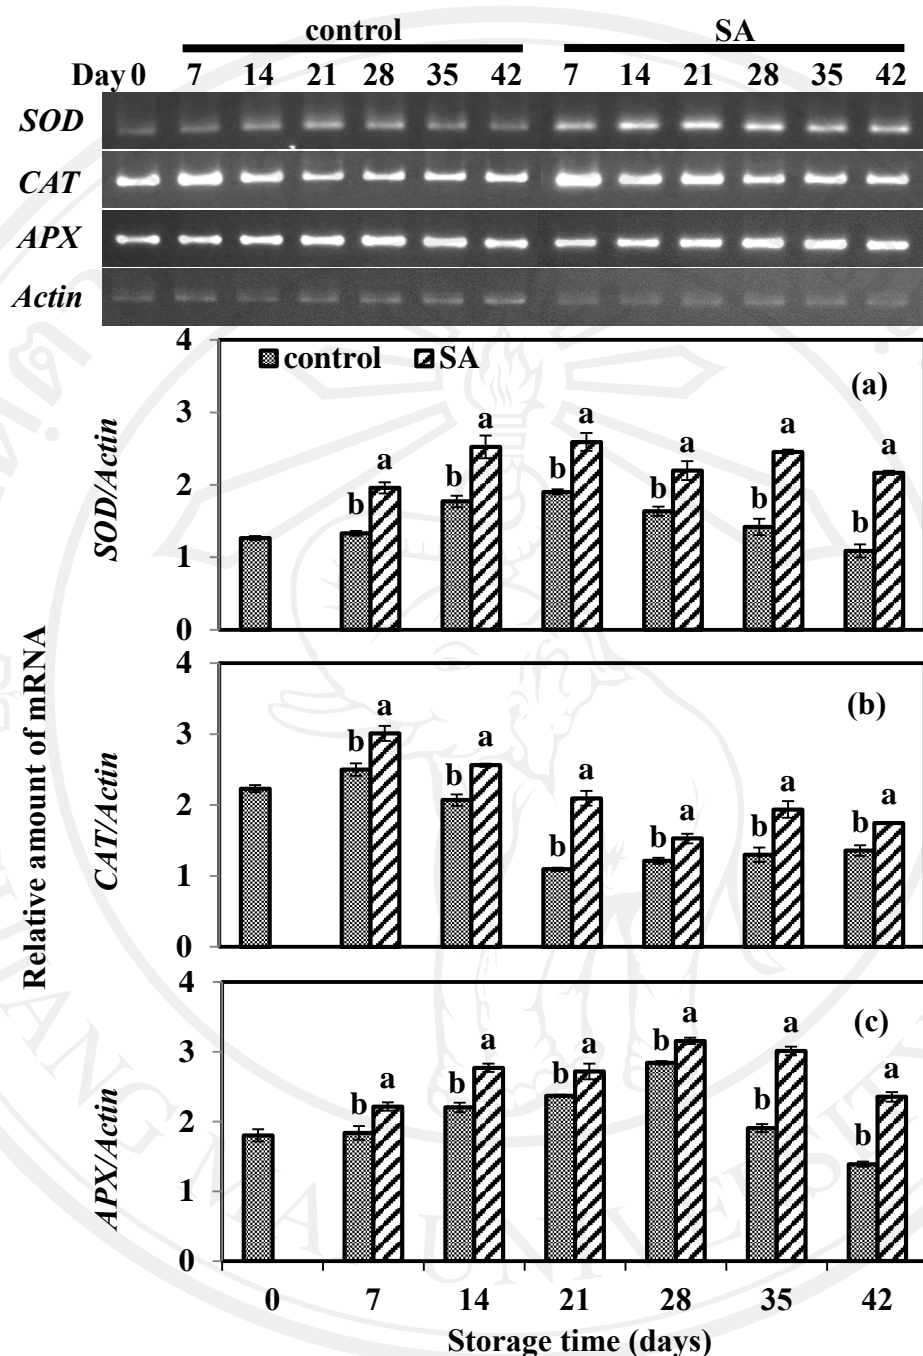 control SA
Day 0 7 14 21 28 35 42 7 14 21 28 35 42
SOD
CAT
APX
Actin
4
control SA
(a)
3
a a a a a a
2
b b b b b b
1
0
SOD/Actin
4
(b)
3
a a a a a a
2
b b b b b b
1
0
CAT/Actin
Relative amount of mRNA
4
(c)
3
a a a a a a
2
b b b b b b
1
0
APX/Actin
0 7 14 21 28 35 42
Storage time (days)
UNIVERSITY